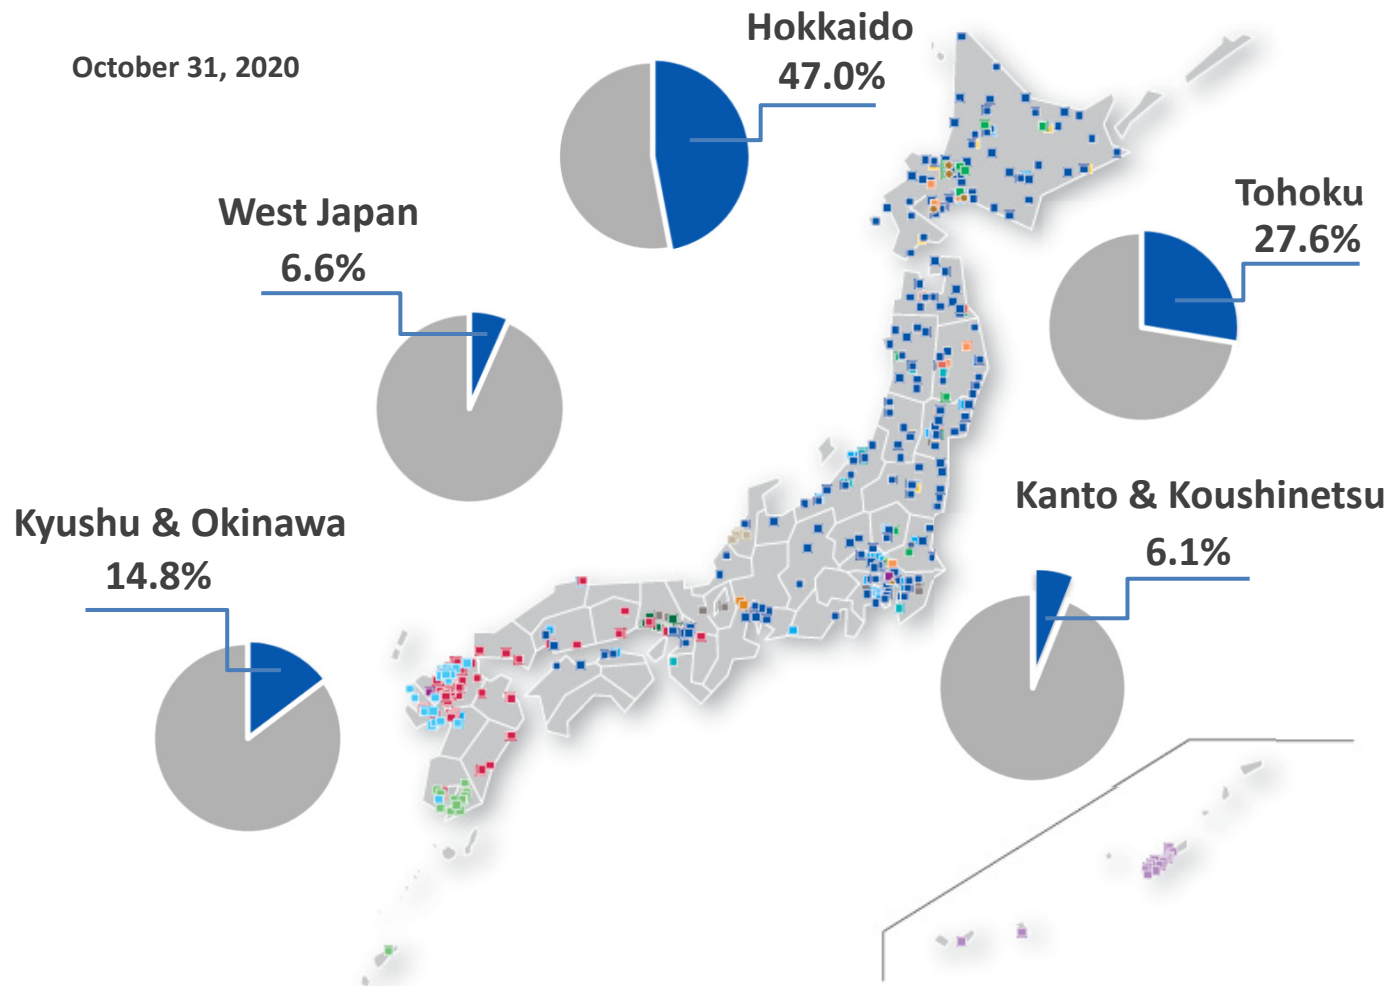 October 31, 2020
Hokkaido
47.0%
Tohoku
27.6%
West Japan
6.6%
Kanto & Koushinetsu
6.1%
Kyushu & Okinawa
14.8%